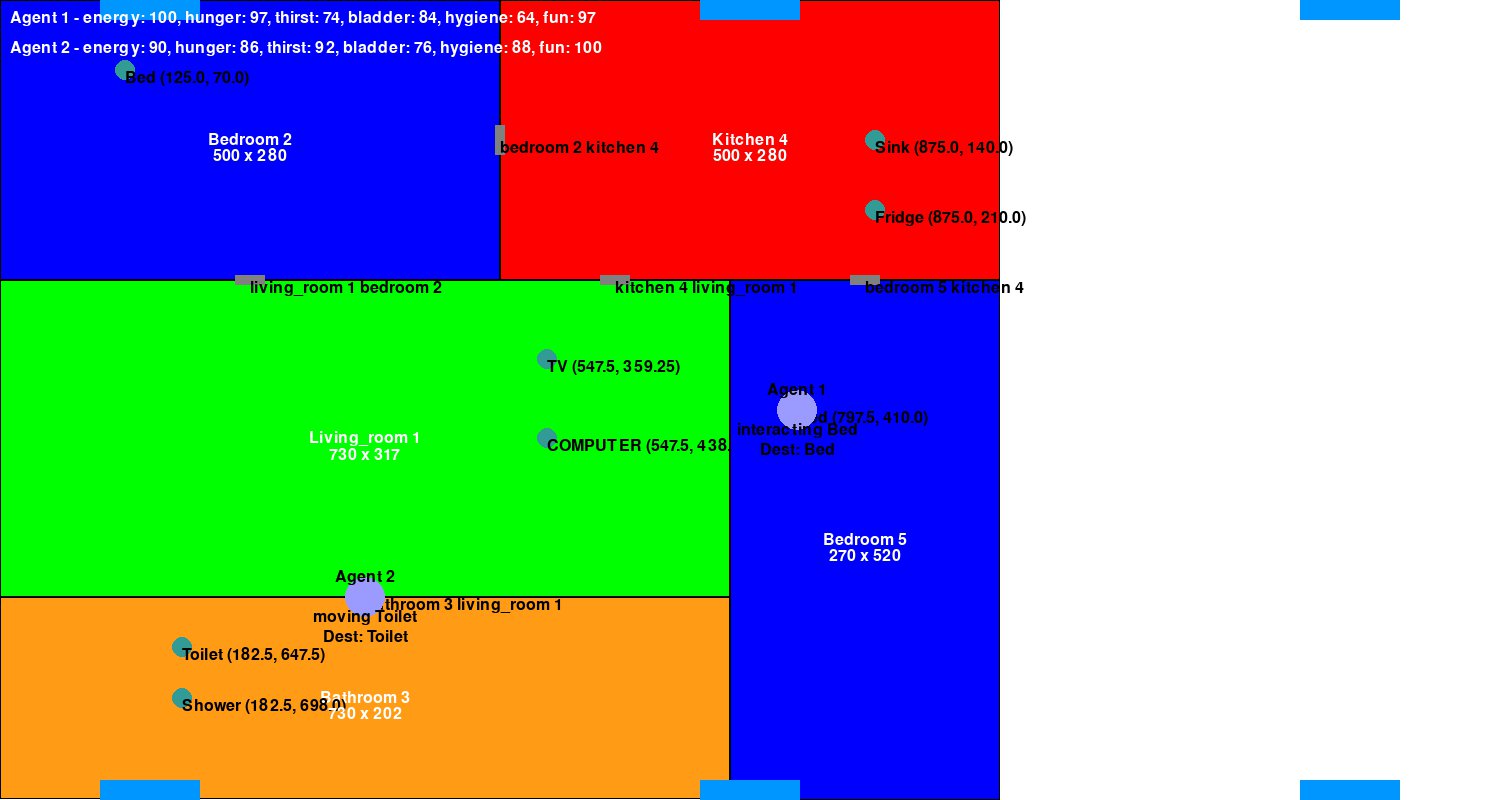 Agent 1 - energy: 100, hunger: 97, thirst: 74, bladder: 84, hygiene: 64, fun: 97
Agent 2 - energy: 90, hunger: 86, thirst: 92, bladder: 76, hygiene: 88, fun: 100
Bed (125.0, 70.0)
Bedroom 2
500 x 280
bedroom 2 kitchen 4
Kitchen 4
500 x 280
Sink (875.0, 140.0)
Fridge (875.0, 210.0)
living_room 1 bedroom 2
kitchen 4 living_room 1
bedroom 5 kitchen 4
TV (547.5, 359.25)
Agent 1
(797.5, 410.0)
interacting Bed
Dest: Bed
COMPUTER (547.5, 438.
Living_room 1
730 x 317
Bedroom 5
270 x 520
Agent 2
throom 3 living_room 1
moving Toilet
Dest: Toilet
Toilet (182.5, 647.5)
Shower (182.5, 698.0)
Bathroom 3
730 x 202